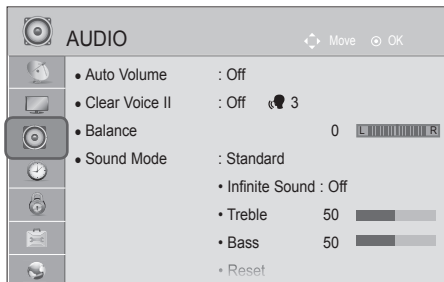 AUDIO Move OK
• Auto Volume : Off
• Clear Voice II : Off 3
• Balance 0 L R
• Sound Mode : Standard
• Infinite Sound : Off
• Treble 50
• Bass 50
• Reset